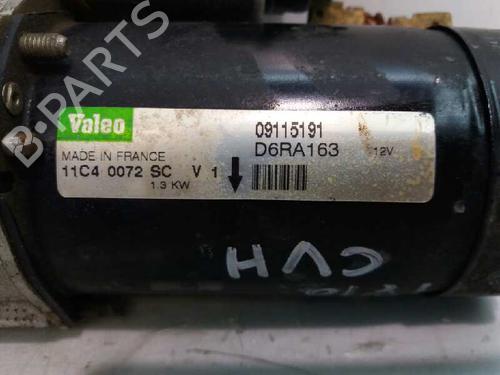 B-PARTS
Valeo
09115191
MADE IN FRANCE
D6RA163
12V
11C4 0072 SC V 1
1.3 KW
CVH